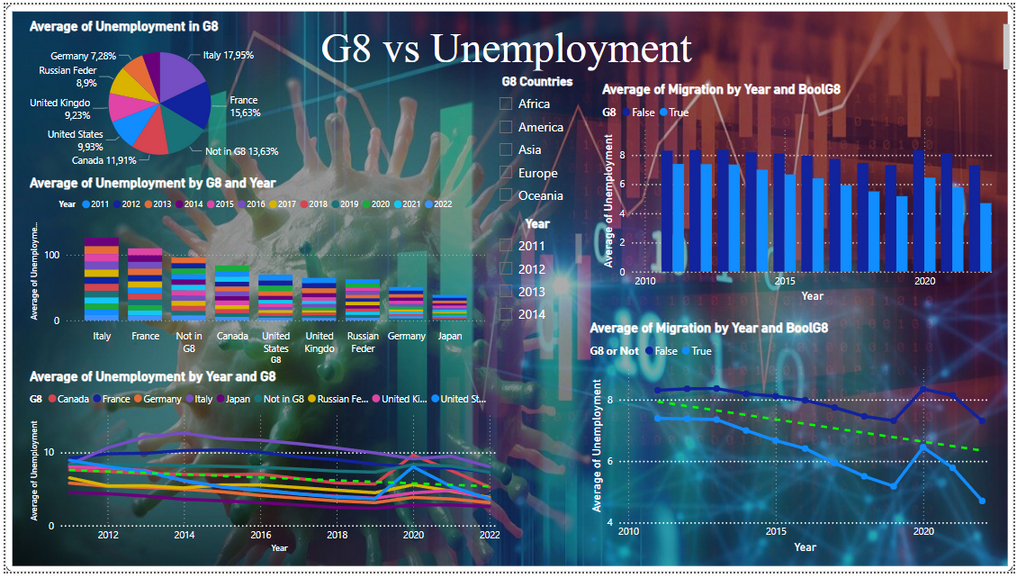 G8 vs Unemployment
Average of Unemployment in G8
Germany 7,28%
Italy 17,95%
Russian Feder
8,9%
United Kingdo
9,23%
France
15,63%
United States
9,93%
Not in G8 13,63%
Canada 11,91%
Average of Unemployment by G8 and Year
Year 2011 2012 2013 2014 2015 2016 2017 2018 2019 2020 2021 2022
Average of Unemployme...
100
0
Italy France Not in G8 Canada United States United Kingdo Russian Feder Germany Japan
G8
Average of Unemployment by Year and G8
G8 Canada France Germany Italy Japan Not in G8 Russian Fe... United Ki... United St...
Average of Unemployment
10
0
2012 2014 2016 2018 2020 2022
Year
G8 Countries
Africa
America
Asia
Europe
Oceania
Year
2011
2012
2013
2014
Average of Migration by Year and BoolG8
G8 False True
Average of Unemployment
8
6
4
2
0
2010 2015 2020
Year
Average of Migration by Year and BoolG8
G8 or Not False True
Average of Unemployment
8
6
4
2010 2015 2020
Year